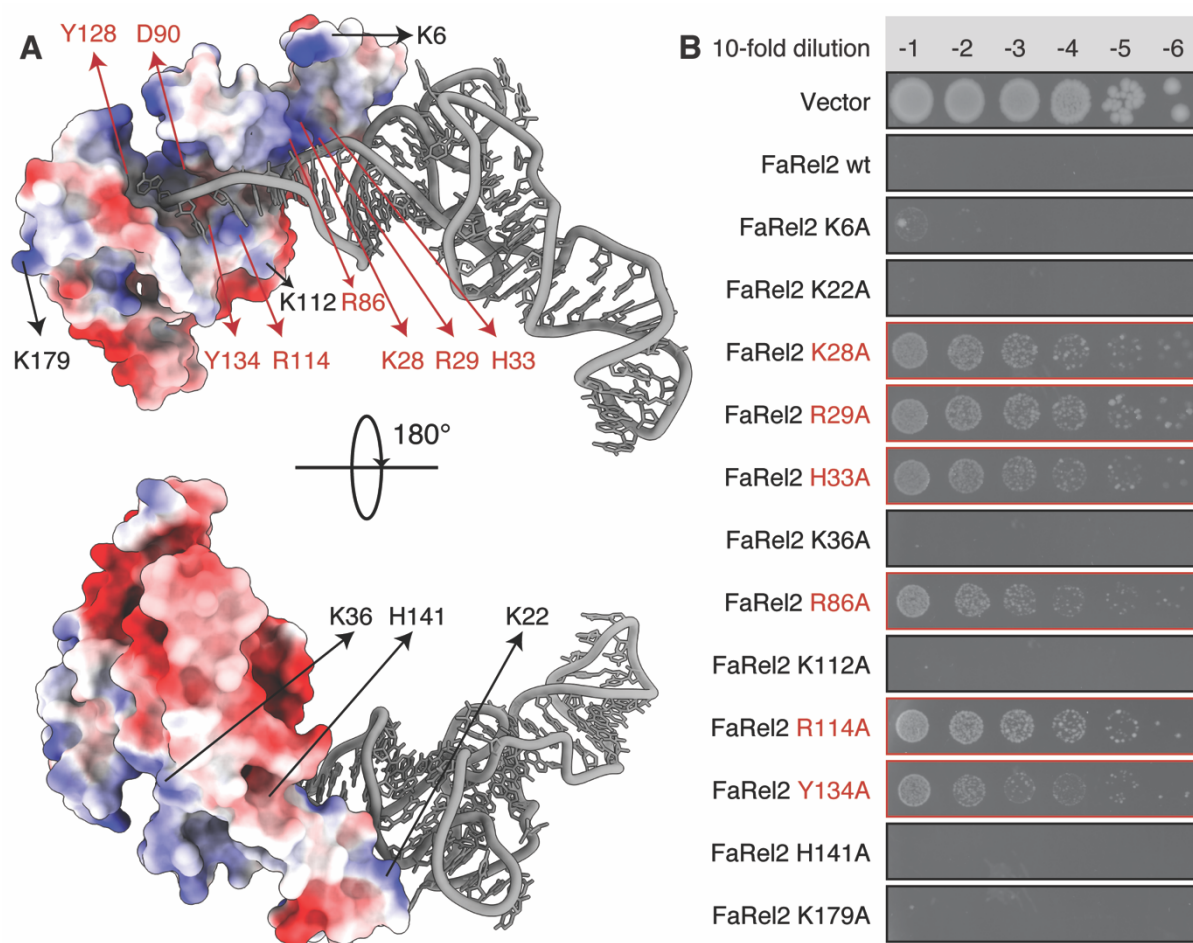 A
Y128 D90
K6
K112 R86
K179
Y134 R114
K28 R29 H33
180°
K36 H141 K22
B 10-fold dilution -1 -2 -3 -4 -5 -6
Vector
FaRel2 wt
FaRel2 K6A
FaRel2 K22A
FaRel2 K28A
FaRel2 R29A
FaRel2 H33A
FaRel2 K36A
FaRel2 R86A
FaRel2 K112A
FaRel2 R114A
FaRel2 Y134A
FaRel2 H141A
FaRel2 K179A